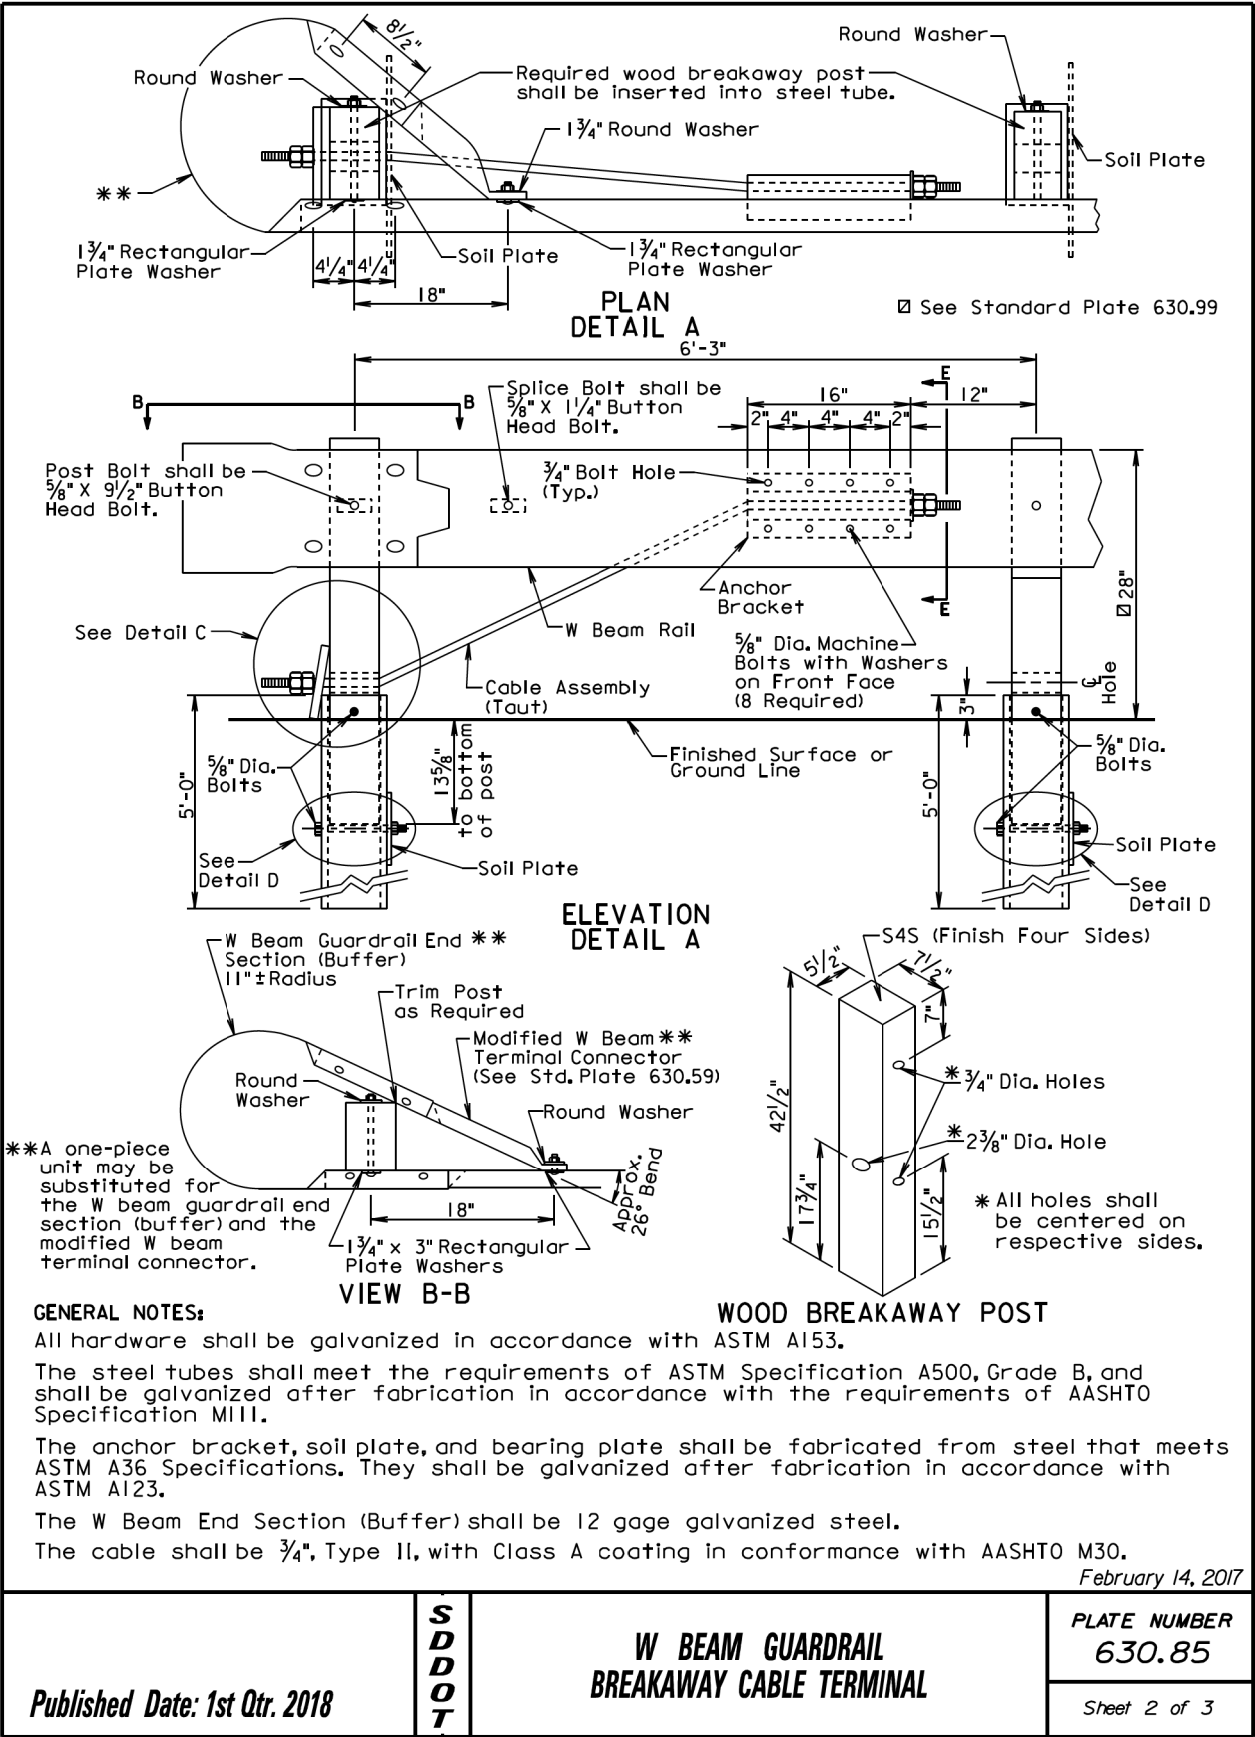 8½"
Round Washer
Round Washer
Required wood breakaway post
shall be inserted into steel tube.
1¾" Round Washer
Soil Plate
**
1¾" Rectangular
Plate Washer
4¼"
4¼"
Soil Plate
1¾" Rectangular
Plate Washer
18"
PLAN
DETAIL A
⍁ See Standard Plate 630.99
6'-3"
B
B
Splice Bolt shall be
⅝" X 1¼" Button
Head Bolt.
16"
E
12"
2"
4"
4"
4"
2"
Post Bolt shall be
⅝" X 9½" Button
Head Bolt.
¾" Bolt Hole
(Typ.)
Anchor
Bracket
E
⍁ 28"
See Detail C
W Beam Rail
⅝" Dia. Machine
Bolts with Washers
on Front Face
(8 Required)
Cable Assembly
(Taut)
3"
℄
Hole
⅝" Dia.
Bolts
13⅝"
to bottom
of post
Finished Surface or
Ground Line
⅝" Dia.
Bolts
5'-0"
5'-0"
See
Detail D
Soil Plate
Soil Plate
See
Detail D
ELEVATION
DETAIL A
W Beam Guardrail End **
Section (Buffer)
11"± Radius
Trim Post
as Required
Modified W Beam **
Terminal Connector
(See Std. Plate 630.59)
Round
Washer
Round Washer
**A one-piece
unit may be
substituted for
the W beam guardrail end
section (buffer) and the
modified W beam
terminal connector.
18"
Approx.
26° Bend
1¾" x 3" Rectangular
Plate Washers
VIEW B-B
S4S (Finish Four Sides)
5½"
7½"
7"
42½"
* ¾" Dia. Holes
* 2⅜" Dia. Hole
17¾"
15½"
* All holes shall
be centered on
respective sides.
WOOD BREAKAWAY POST
GENERAL NOTES:
All hardware shall be galvanized in accordance with ASTM A153.
The steel tubes shall meet the requirements of ASTM Specification A500, Grade B, and
shall be galvanized after fabrication in accordance with the requirements of AASHTO
Specification M111.
The anchor bracket, soil plate, and bearing plate shall be fabricated from steel that meets
ASTM A36 Specifications. They shall be galvanized after fabrication in accordance with
ASTM A123.
The W Beam End Section (Buffer) shall be 12 gage galvanized steel.
The cable shall be ¾", Type II, with Class A coating in conformance with AASHTO M30.
February 14, 2017
Published Date: 1st Qtr. 2018
SDDOT
W BEAM GUARDRAIL
BREAKAWAY CABLE TERMINAL
PLATE NUMBER
630.85
Sheet 2 of 3